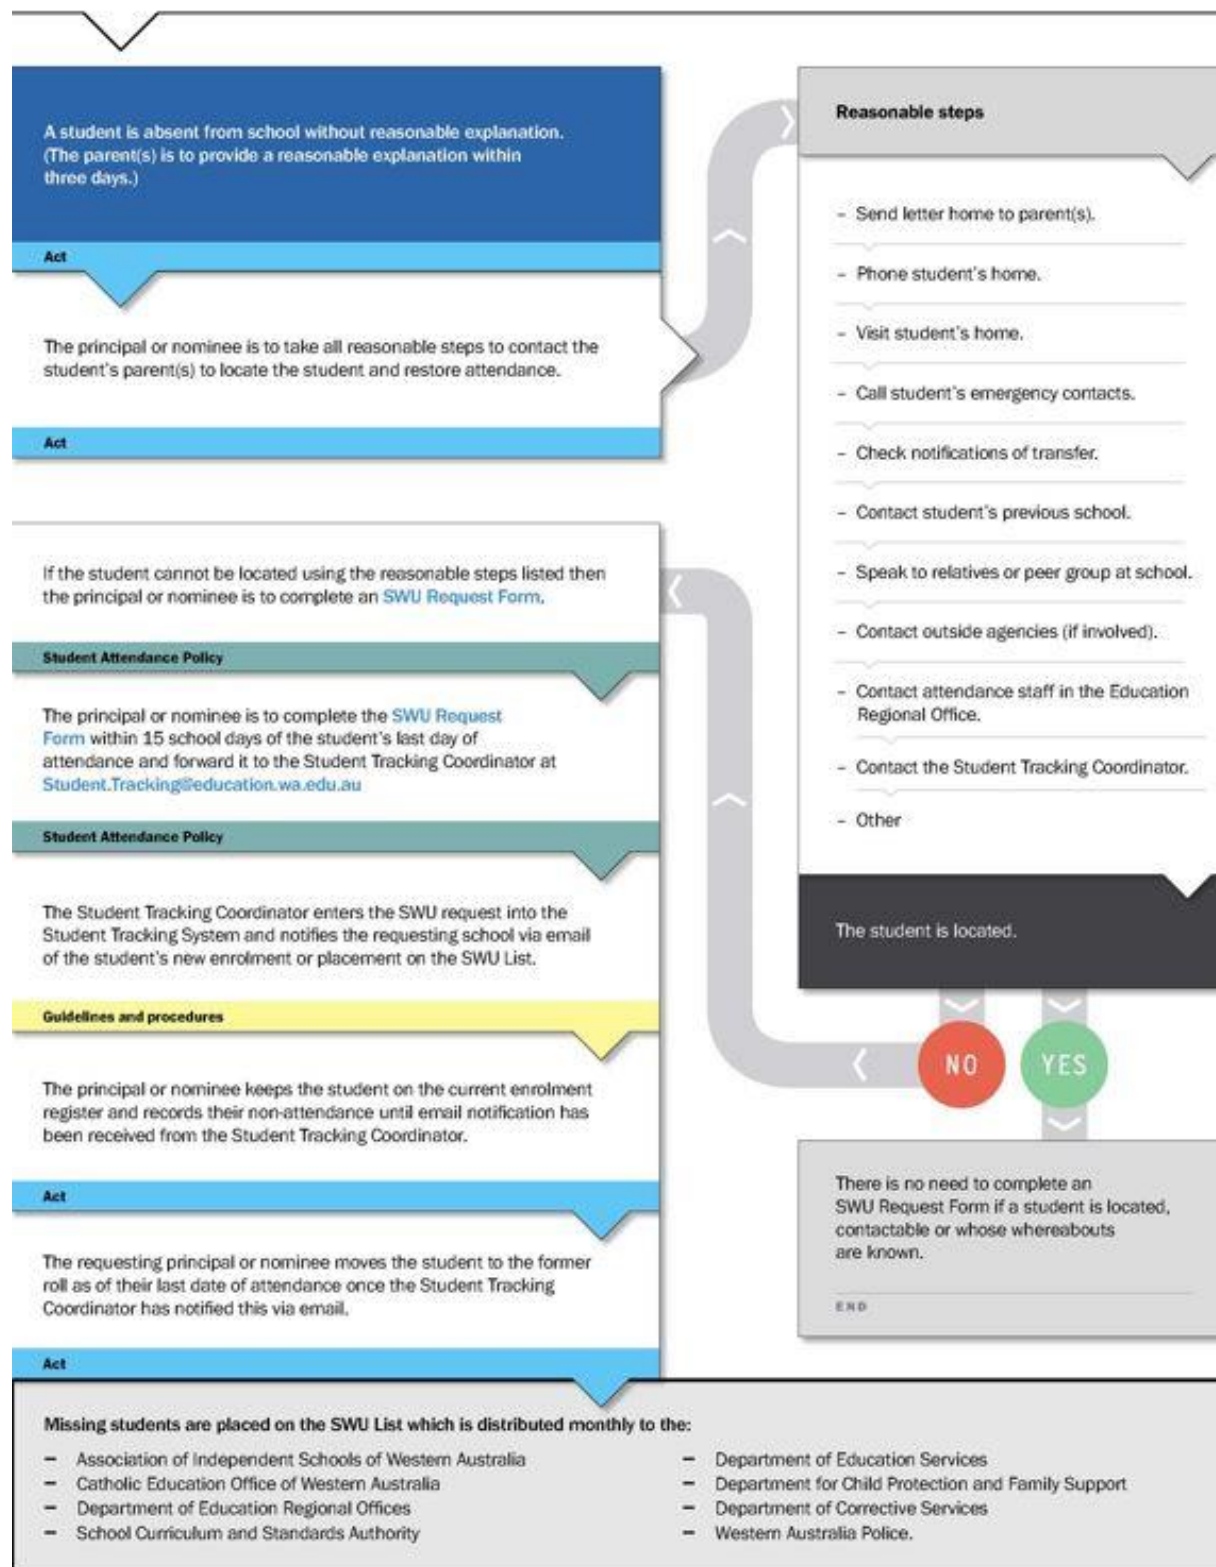 A student is absent from school without reasonable explanation.
(The parent(s) is to provide a reasonable explanation within
three days.)
Act
The principal or nominee is to take all reasonable steps to contact the
student's parent(s) to locate the student and restore attendance.
Act
Reasonable steps
– Send letter home to parent(s).
– Phone student's home.
– Visit student's home.
– Call student's emergency contacts.
– Check notifications of transfer.
– Contact student's previous school.
– Speak to relatives or peer group at school.
– Contact outside agencies (if involved).
– Contact attendance staff in the Education
Regional Office.
– Contact the Student Tracking Coordinator.
– Other
The student is located.
NO
YES
There is no need to complete an
SWU Request Form if a student is located,
contactable or whose whereabouts
are known.
END
If the student cannot be located using the reasonable steps listed then
the principal or nominee is to complete an SWU Request Form.
Student Attendance Policy
The principal or nominee is to complete the SWU Request
Form within 15 school days of the student's last day of
attendance and forward it to the Student Tracking Coordinator at
Student.Tracking@education.wa.edu.au
Student Attendance Policy
The Student Tracking Coordinator enters the SWU request into the
Student Tracking System and notifies the requesting school via email
of the student's new enrolment or placement on the SWU List.
Guidelines and procedures
The principal or nominee keeps the student on the current enrolment
register and records their non-attendance until email notification has
been received from the Student Tracking Coordinator.
Act
The requesting principal or nominee moves the student to the former
roll as of their last date of attendance once the Student Tracking
Coordinator has notified this via email.
Act
Missing students are placed on the SWU List which is distributed monthly to the:
– Association of Independent Schools of Western Australia
– Catholic Education Office of Western Australia
– Department of Education Regional Offices
– School Curriculum and Standards Authority
– Department of Education Services
– Department for Child Protection and Family Support
– Department of Corrective Services
– Western Australia Police.